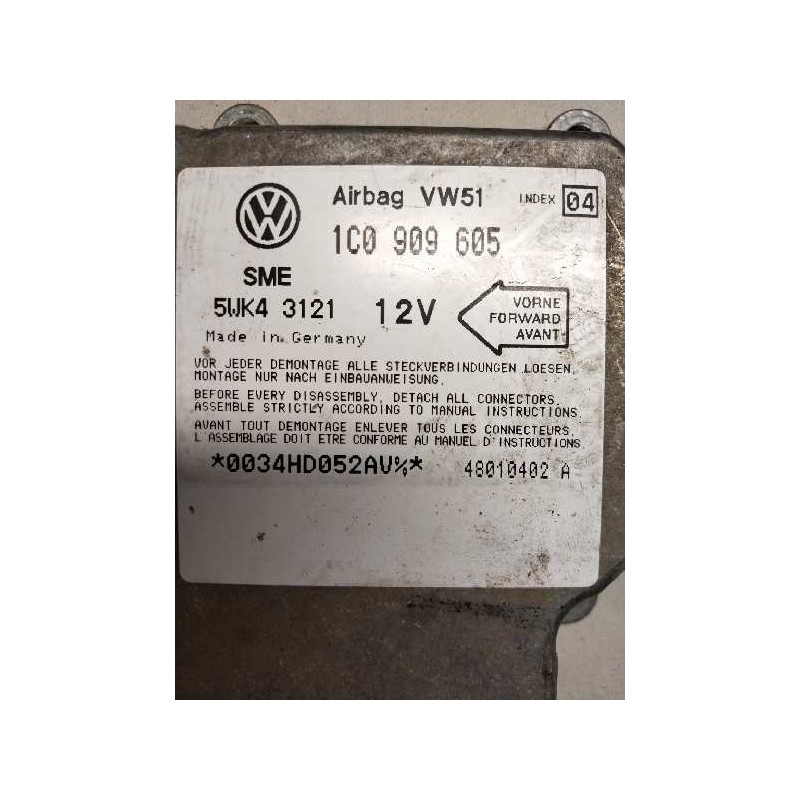 Airbag VW51 INDEX 04
1C0 909 605
SME
5WK4 3121 12V
VORNE
FORWARD
AVANT
Made in Germany
VOR JEDER DEMONTAGE ALLE STECKVERBINDUNGEN LOESEN.
MONTAGE NUR NACH EINBAUANWEISUNG.
BEFORE EVERY DISASSEMBLY, DETACH ALL CONNECTORS.
ASSEMBLE STRICTLY ACCORDING TO MANUAL INSTRUCTIONS.
AVANT TOUT DEMONTAGE ENLEVER TOUS LES CONNECTEURS.
L'ASSEMBLAGE DOIT ETRE CONFORME AU MANUEL D'INSTRUCTIONS.
*0034HD052AV%* 48010402 A